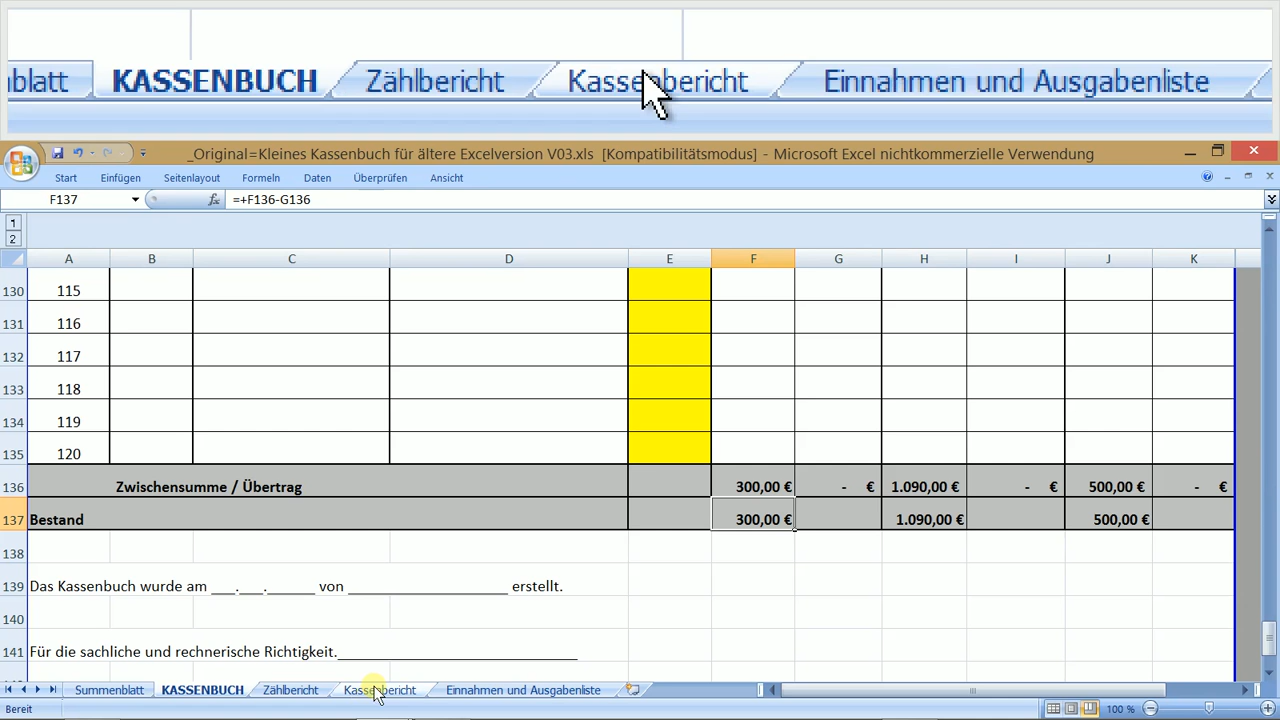 nblatt KASSENBUCH Zählbericht Kassenbericht Einnahmen und Ausgabenliste
_Original=Kleines Kassenbuch für ältere Excelversion V03.xls [Kompatibilitätsmodus] - Microsoft Excel nichtkommerzielle Verwendung
Start Einfügen Seitenlayout Formeln Daten Überprüfen Ansicht
F137 fx =+F136-G136
1
2
A B C D E F G H I J K
130 115
131 116
132 117
133 118
134 119
135 120
136 Zwischensumme / Übertrag 300,00 € - € 1.090,00 € - € 500,00 € - €
137 Bestand 300,00 € 1.090,00 € 500,00 €
138
139 Das Kassenbuch wurde am ___.___.______ von _____________________ erstellt.
140
141 Für die sachliche und rechnerische Richtigkeit._______________________________
Summenblatt KASSENBUCH Zählbericht Kassenbericht Einnahmen und Ausgabenliste
Bereit 100 %